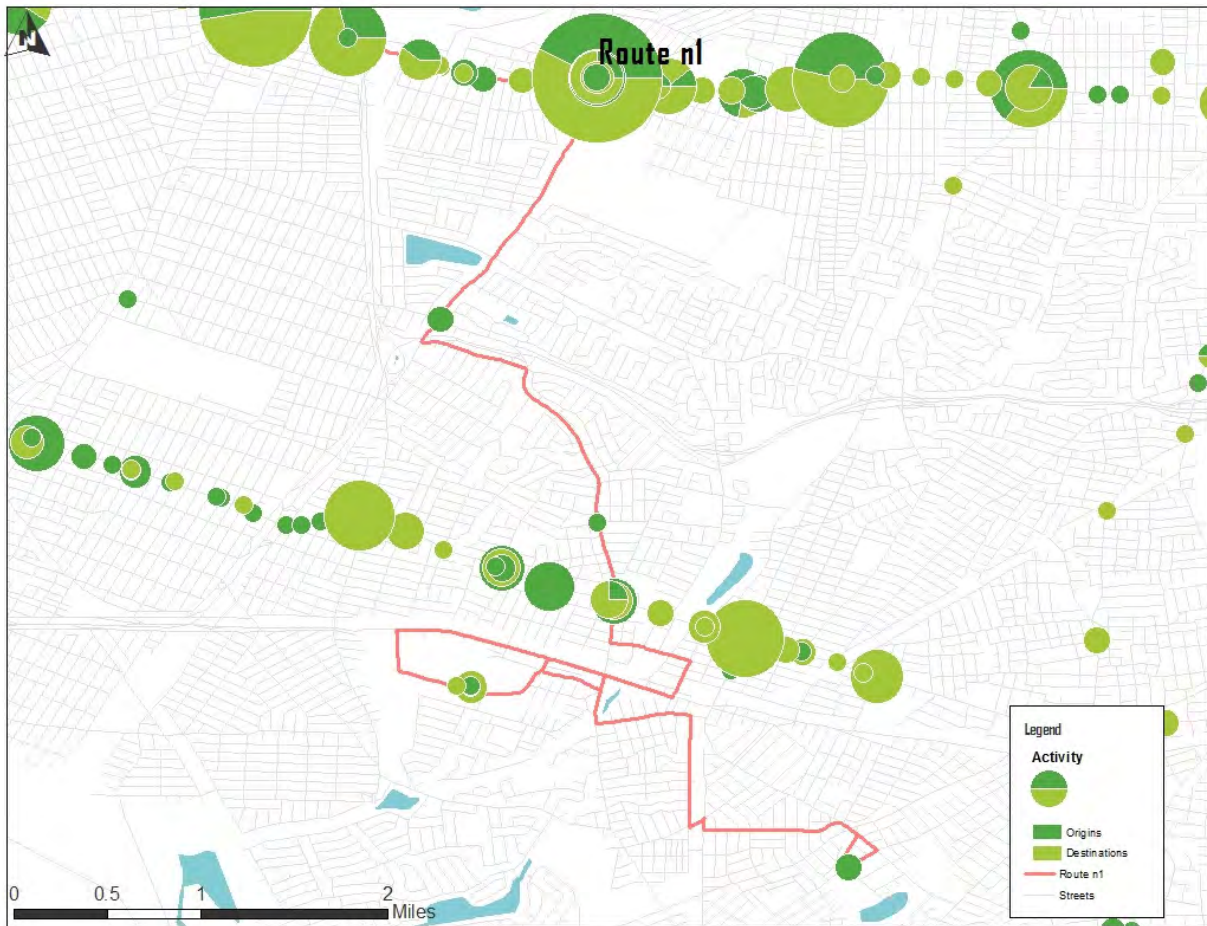 N
Route n1
Legend
Activity
Origins
Destinations
Route n1
Streets
0 0.5 1 2
Miles